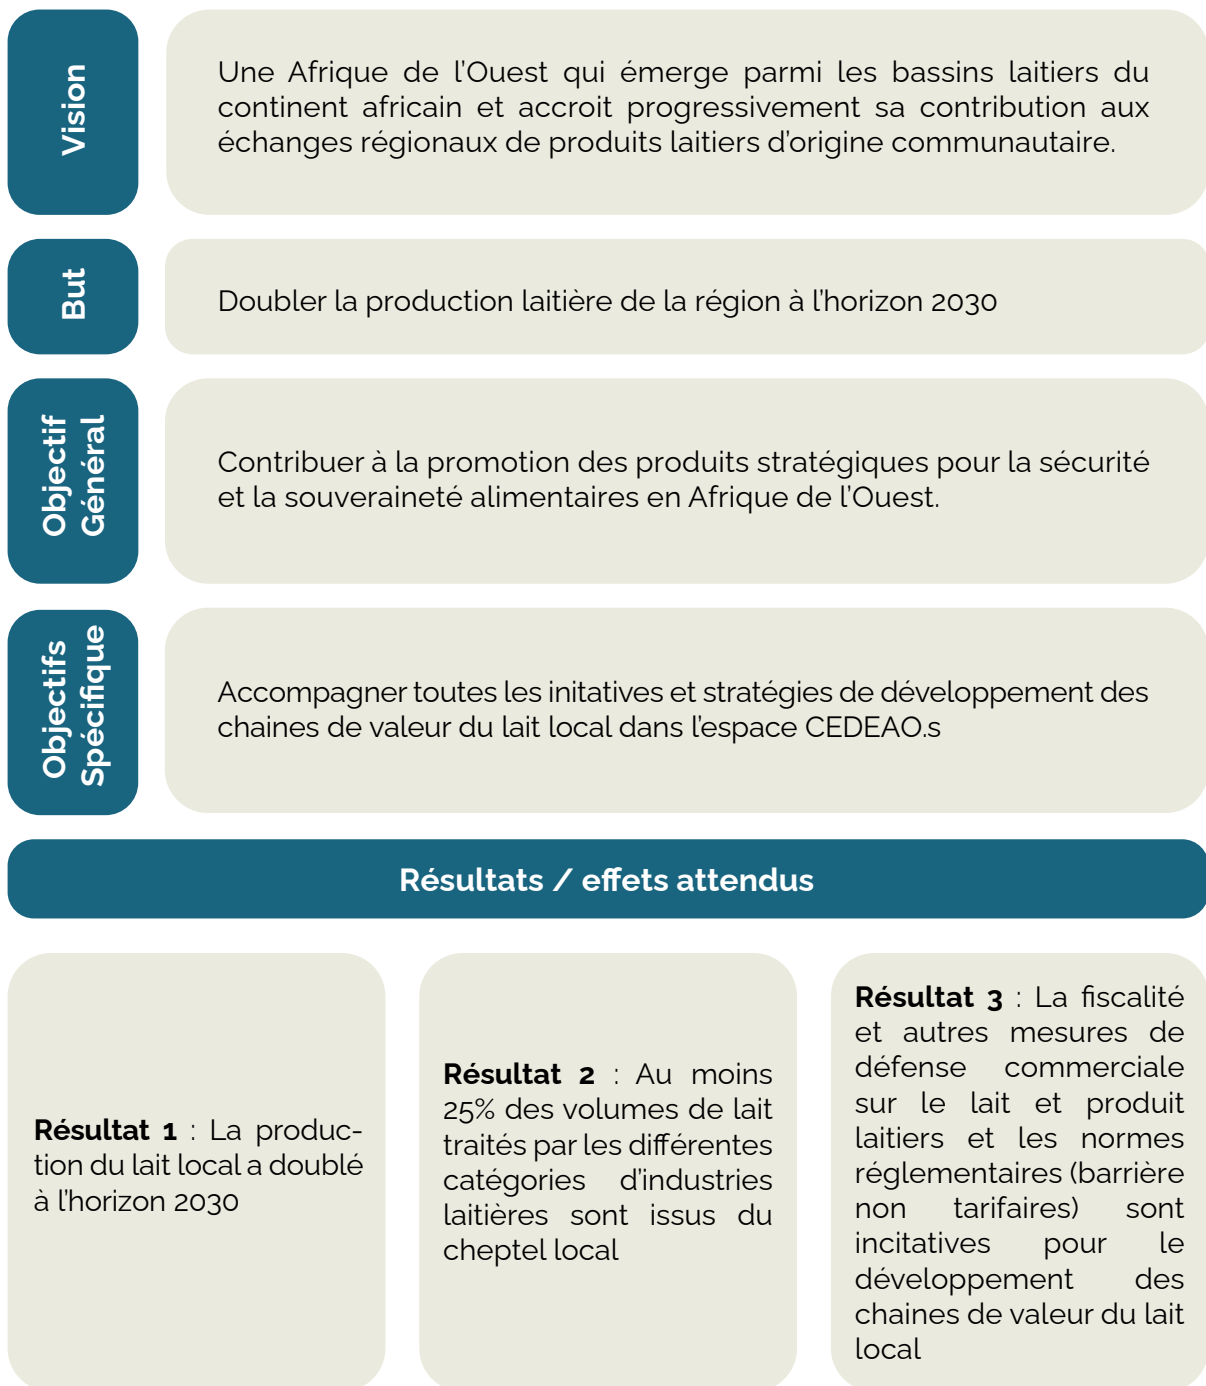 Vision
Une Afrique de l’Ouest qui émerge parmi les bassins laitiers du
continent africain et accroit progressivement sa contribution aux
échanges régionaux de produits laitiers d’origine communautaire.
But
Doubler la production laitière de la région à l’horizon 2030
Objectif
Général
Contribuer à la promotion des produits stratégiques pour la sécurité
et la souveraineté alimentaires en Afrique de l’Ouest.
Objectifs
Spécifique
Accompagner toutes les initatives et stratégies de développement des
chaines de valeur du lait local dans l’espace CEDEAO.s
Résultats / effets attendus
Résultat 1 : La produc-
tion du lait local a doublé
à l’horizon 2030
Résultat 2 : Au moins
25% des volumes de lait
traités par les différentes
catégories d’industries
laitières sont issus du
cheptel local
Résultat 3 : La fiscalité
et autres mesures de
défense commerciale
sur le lait et produit
laitiers et les normes
réglementaires (barrière
non tarifaires) sont
incitatives pour le
développement des
chaines de valeur du lait
local